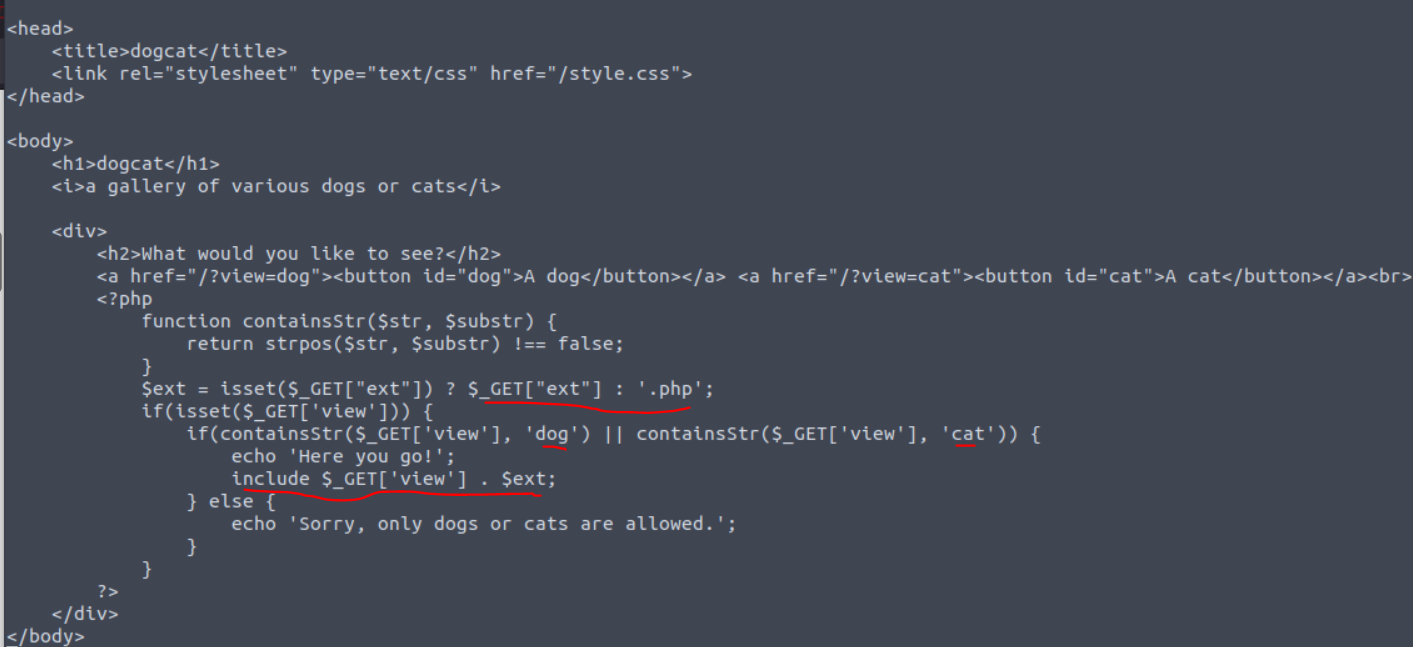 <head>
    <title>dogcat</title>
    <link rel="stylesheet" type="text/css" href="/style.css">
</head>

<body>
    <h1>dogcat</h1>
    <i>a gallery of various dogs or cats</i>

    <div>
        <h2>What would you like to see?</h2>
        <a href="/?view=dog"><button id="dog">A dog</button></a> <a href="/?view=cat"><button id="cat">A cat</button></a><br>
        <?php
            function containsStr($str, $substr) {
                return strpos($str, $substr) !== false;
            }
            $ext = isset($_GET["ext"]) ? $_GET["ext"] : '.php';
            if(isset($_GET['view'])) {
                if(containsStr($_GET['view'], 'dog') || containsStr($_GET['view'], 'cat')) {
                    echo 'Here you go!';
                    include $_GET['view'] . $ext;
                } else {
                    echo 'Sorry, only dogs or cats are allowed.';
                }
            }
        ?>
    </div>
</body>